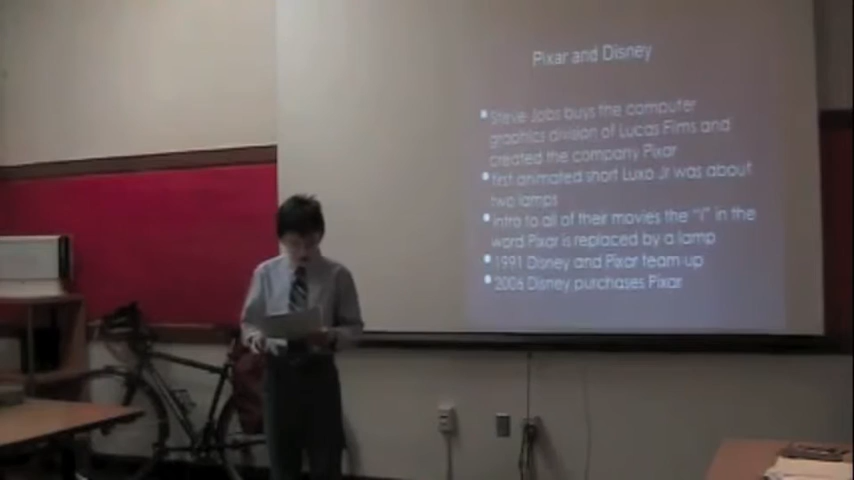 Pixar and Disney
Steve Jobs buys the computer
graphics division of Lucas Films and
created the company Pixar
first animated short Luxo Jr was about
two lamps
intro to all of their movies the "i" in the
word Pixar is replaced by a lamp
1991 Disney and Pixar team up
2006 Disney purchases Pixar